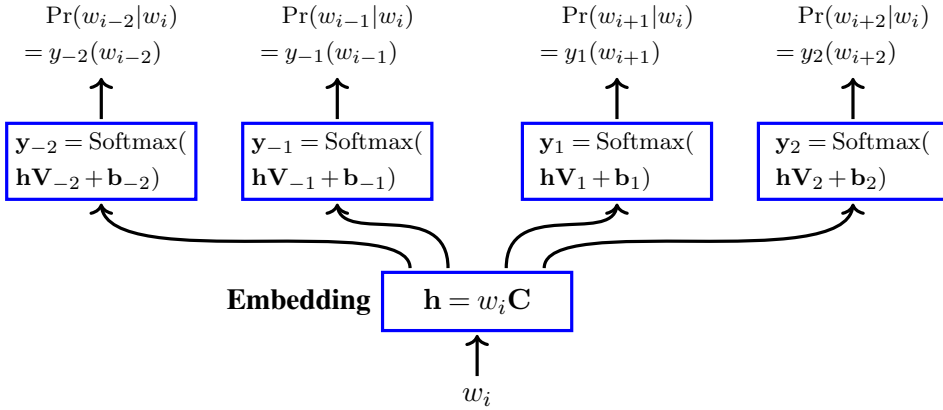 Pr(w_{i−2}|w_i) Pr(w_{i−1}|w_i) Pr(w_{i+1}|w_i) Pr(w_{i+2}|w_i)
= y_{−2}(w_{i−2}) = y_{−1}(w_{i−1}) = y_1(w_{i+1}) = y_2(w_{i+2})
y_{−2} = Softmax( y_{−1} = Softmax( y_1 = Softmax( y_2 = Softmax(
hV_{−2} + b_{−2}) hV_{−1} + b_{−1}) hV_1 + b_1) hV_2 + b_2)
Embedding h = w_iC
w_i